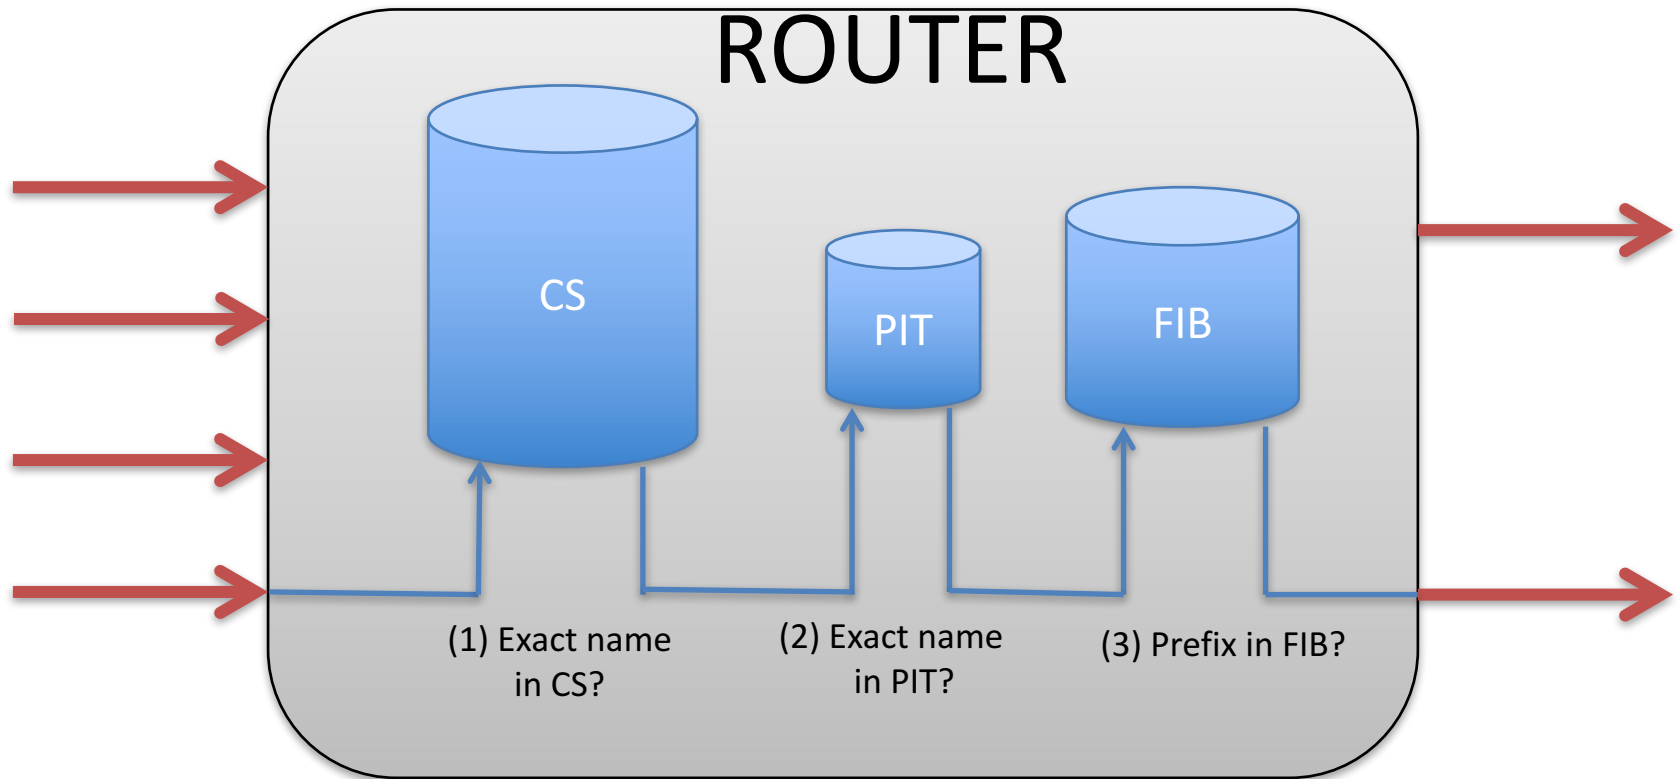 ROUTER
CS
PIT
FIB
(1) Exact name
in CS?
(2) Exact name
in PIT?
(3) Prefix in FIB?